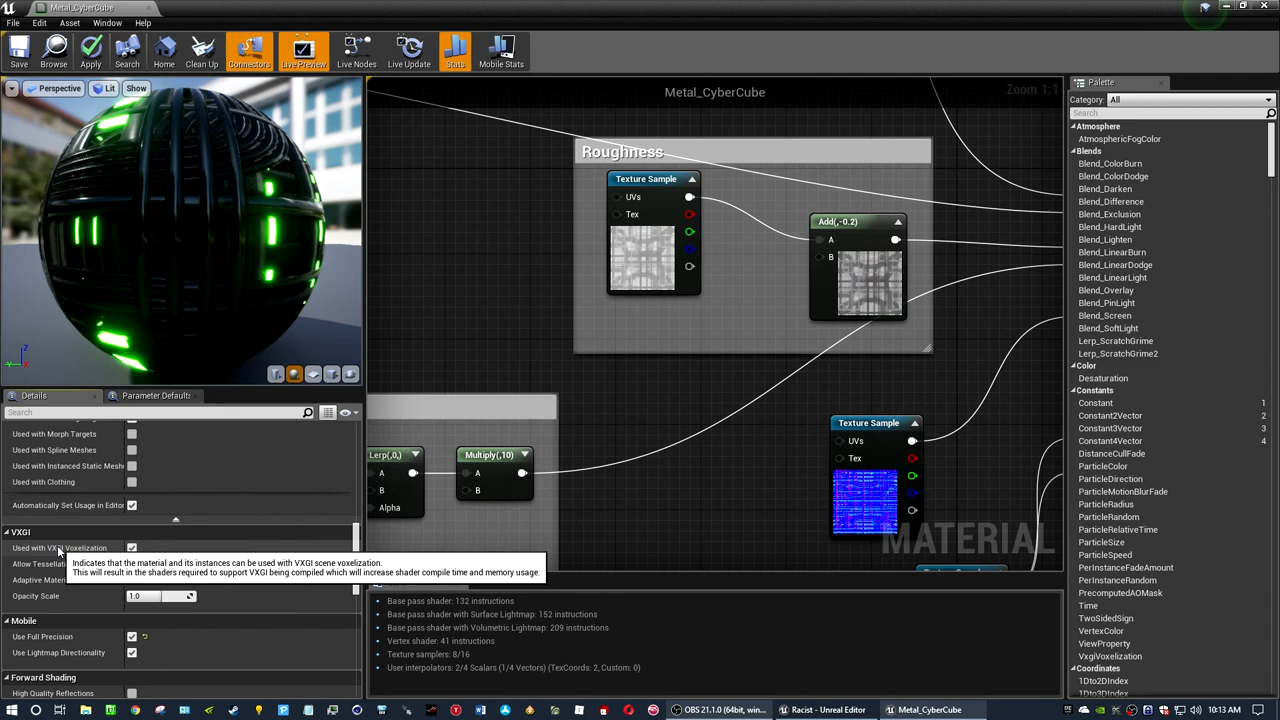 Metal_CyberCube
File Edit Asset Window Help
Save Browse Apply Search Home Clean Up Connectors Live Preview Live Nodes Live Update Stats Mobile Stats
Perspective Lit Show
Metal_CyberCube
Zoom 1:1
Roughness
Texture Sample
UVs
Tex
Add(,-0.2)
A
B
Lerp(,0,)
A
B
Alpha
Multiply(,10)
A
B
Texture Sample
UVs
Tex
MATERIAL
Details Parameter Defaults
Search
Used with Morph Targets
Used with Spline Meshes
Used with Instanced Static Mesh
Used with Clothing
Automatically Set Usage in Editor
VXGI
Used with VXGI Voxelization
Indicates that the material and its instances can be used with VXGI scene voxelization.
This will result in the shaders required to support VXGI being compiled which will increase shader compile time and memory usage.
Allow Tessellati
Adaptive Mater
Opacity Scale 1.0
Mobile
Use Full Precision
Use Lightmap Directionality
Forward Shading
High Quality Reflections
Base pass shader: 132 instructions
Base pass shader with Surface Lightmap: 152 instructions
Base pass shader with Volumetric Lightmap: 209 instructions
Vertex shader: 41 instructions
Texture samplers: 8/16
User interpolators: 2/4 Scalars (1/4 Vectors) (TexCoords: 2, Custom: 0)
Palette
Category: All
Search
Atmosphere
AtmosphericFogColor
Blends
Blend_ColorBurn
Blend_ColorDodge
Blend_Darken
Blend_Difference
Blend_Exclusion
Blend_HardLight
Blend_Lighten
Blend_LinearBurn
Blend_LinearDodge
Blend_LinearLight
Blend_Overlay
Blend_PinLight
Blend_Screen
Blend_SoftLight
Lerp_ScratchGrime
Lerp_ScratchGrime2
Color
Desaturation
Constants
Constant 1
Constant2Vector 2
Constant3Vector 3
Constant4Vector 4
DistanceCullFade
ParticleColor
ParticleDirection
ParticleMotionBlurFade
ParticleRadius
ParticleRandom
ParticleRelativeTime
ParticleSize
ParticleSpeed
PerInstanceFadeAmount
PerInstanceRandom
PrecomputedAOMask
Time
TwoSidedSign
VertexColor
ViewProperty
VxgiVoxelization
Coordinates
1Dto2DIndex
1Dto3DIndex
OBS 21.1.0 (64bit, win... Racist - Unreal Editor Metal_CyberCube 10:13 AM